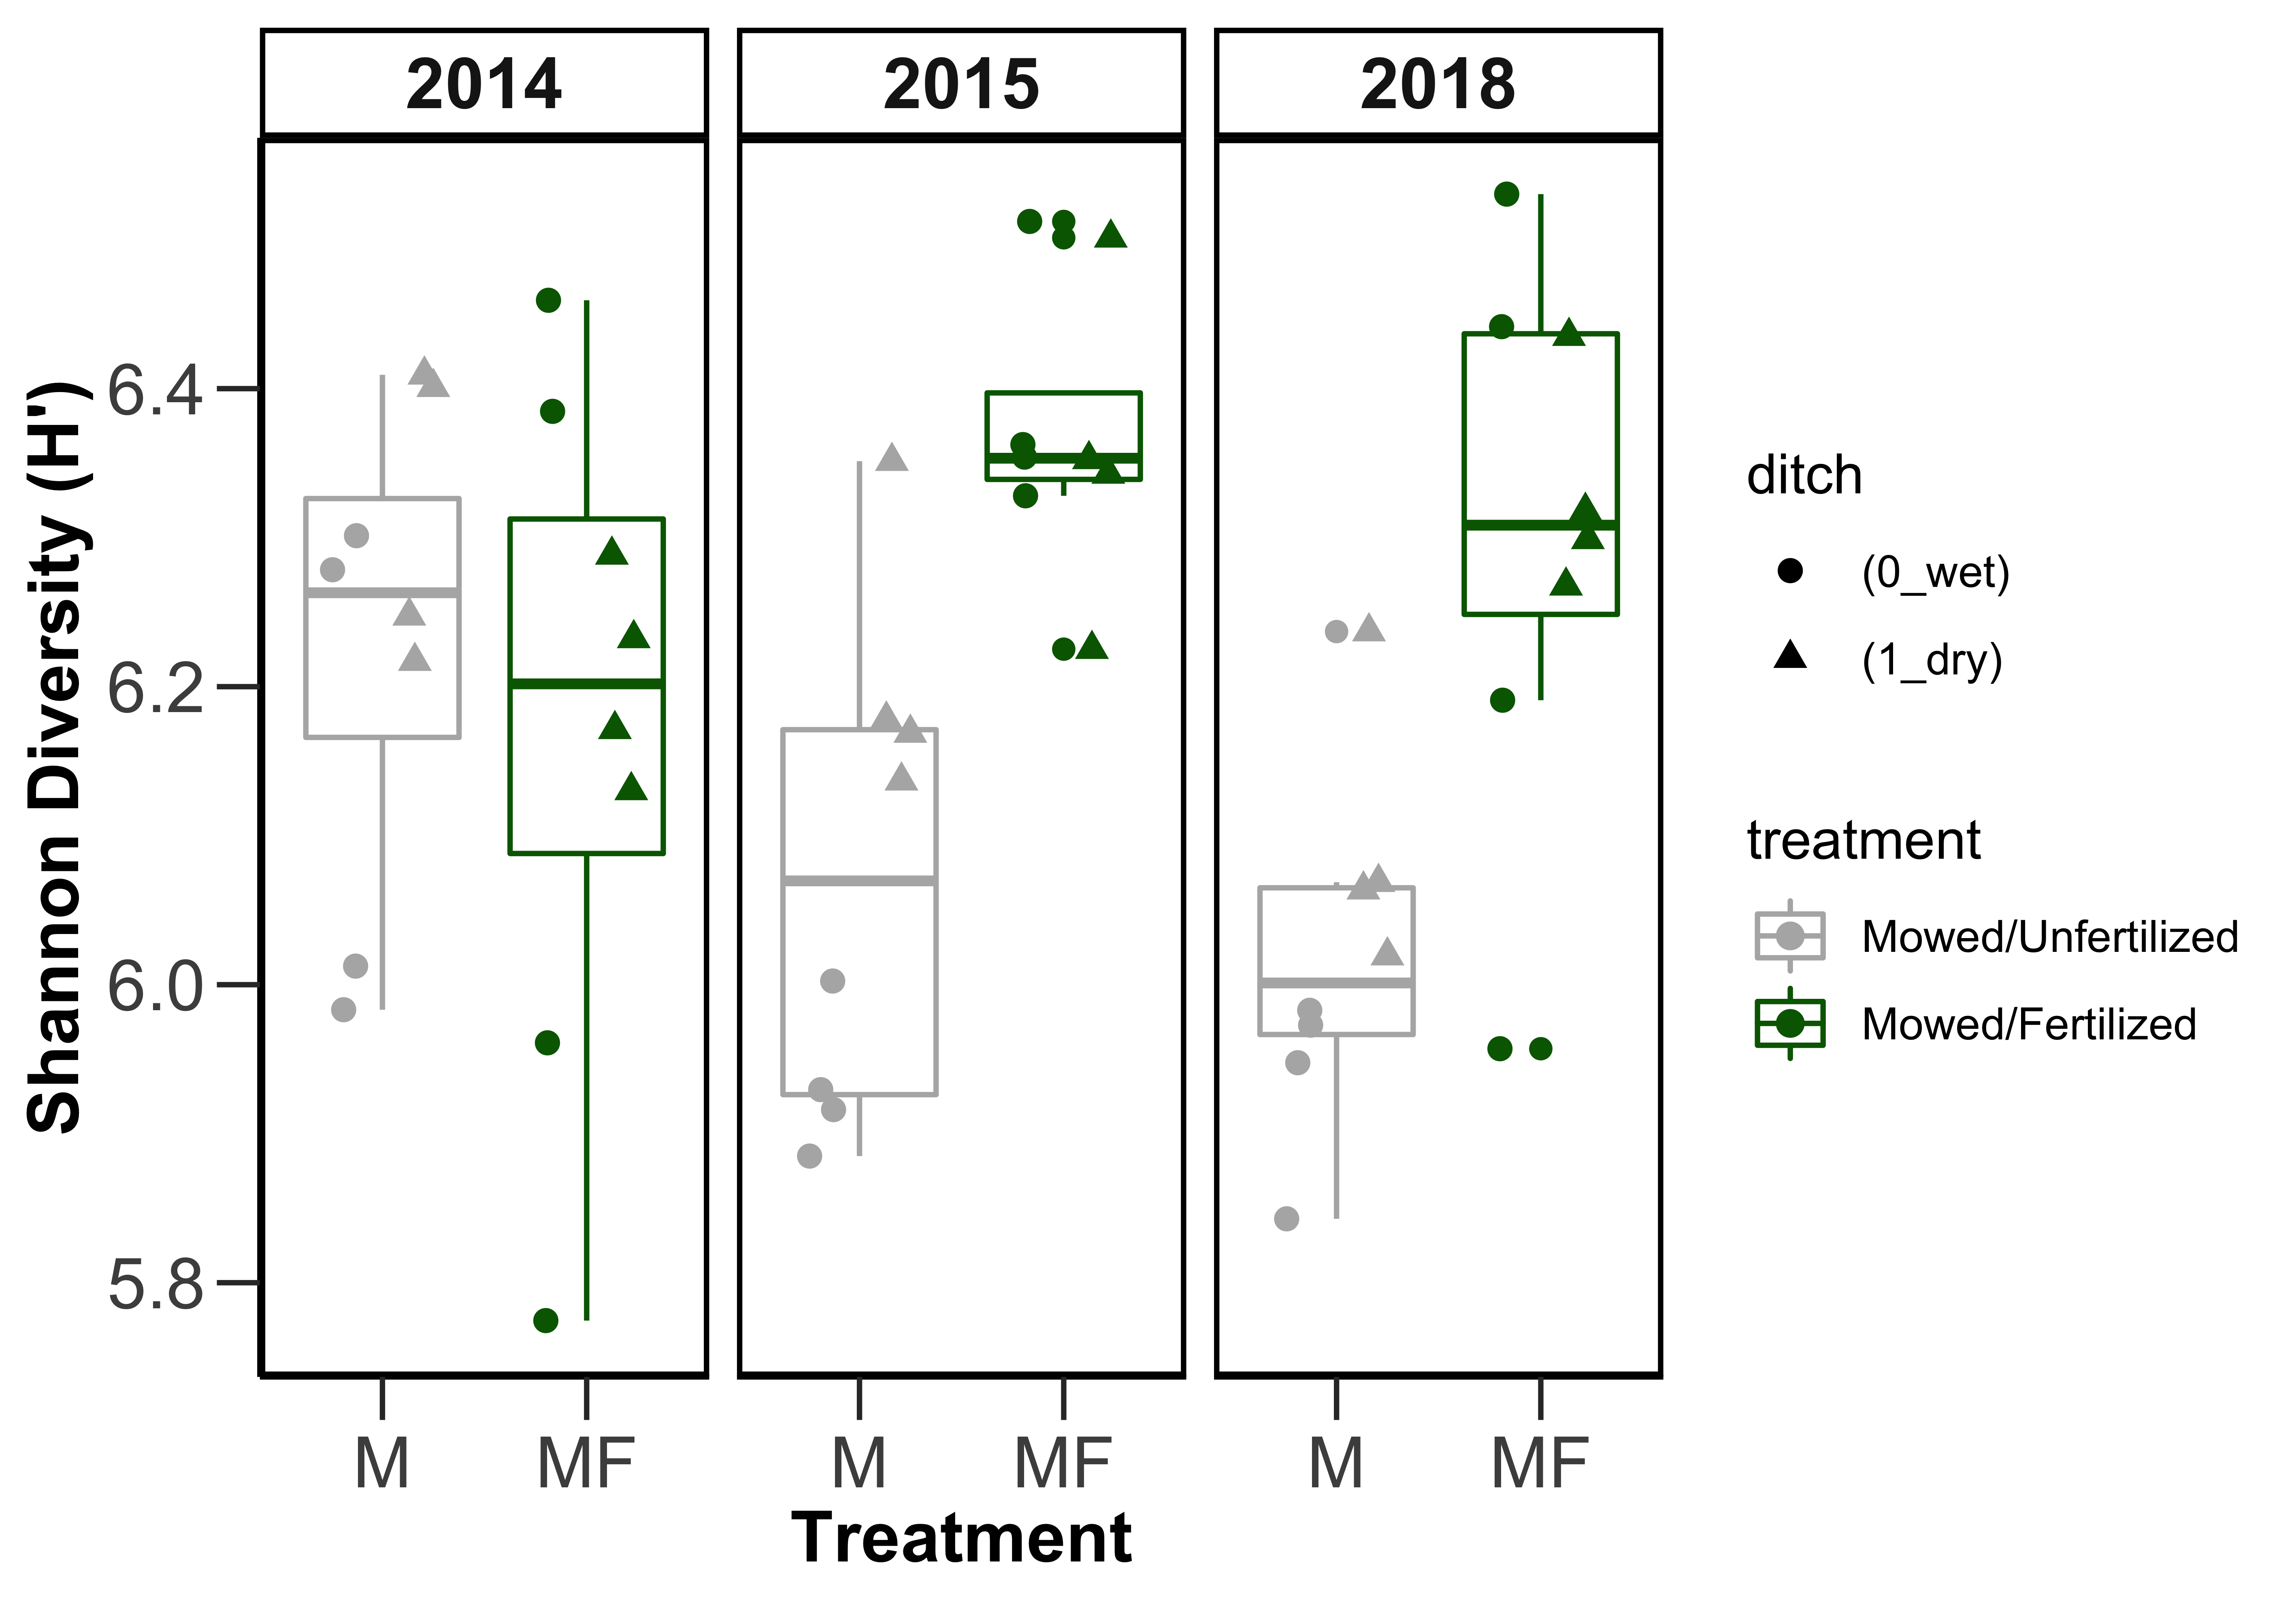 2014 2015 2018
Shannon Diversity (H')
6.4
6.2
6.0
5.8
M MF M MF M MF
Treatment
ditch
(0_wet)
(1_dry)
treatment
Mowed/Unfertilized
Mowed/Fertilized